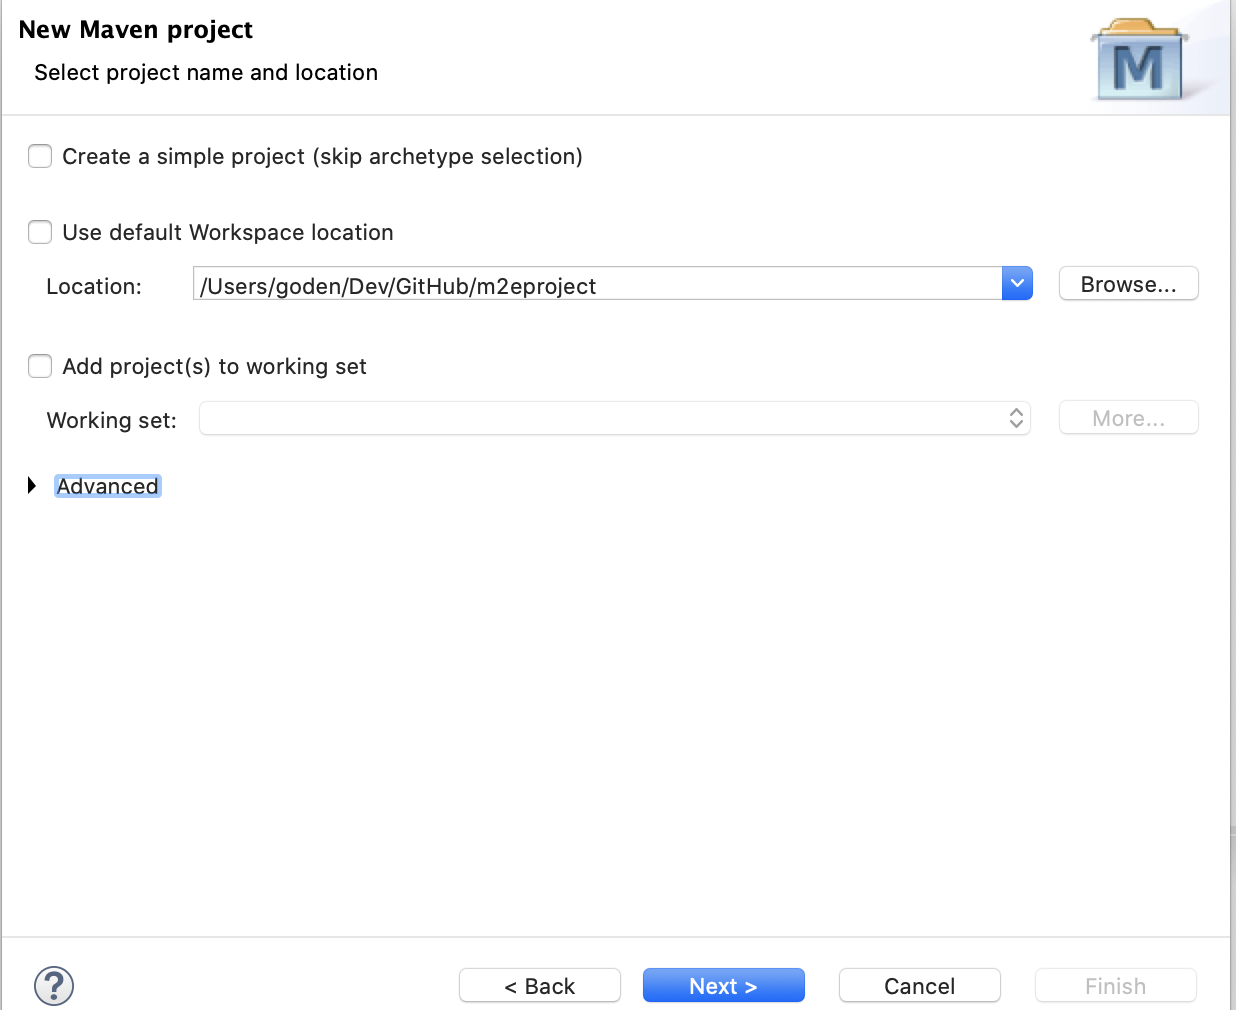 New Maven project
Select project name and location
M
Create a simple project (skip archetype selection)
Use default Workspace location
Location: /Users/goden/Dev/GitHub/m2eproject Browse...
Add project(s) to working set
Working set: More...
Advanced
? < Back Next > Cancel Finish